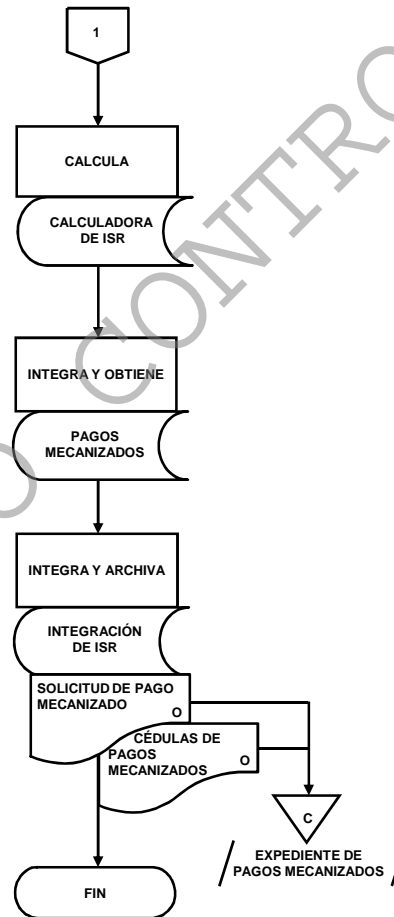 1
CALCULA
CALCULADORA
DE ISR
INTEGRA Y OBTIENE
PAGOS
MECANIZADOS
INTEGRA Y ARCHIVA
INTEGRACIÓN
DE ISR
SOLICITUD DE PAGO
MECANIZADO
O
CÉDULAS DE
PAGOS
MECANIZADOS
O
C
EXPEDIENTE DE
PAGOS MECANIZADOS
FIN
O CONTRO